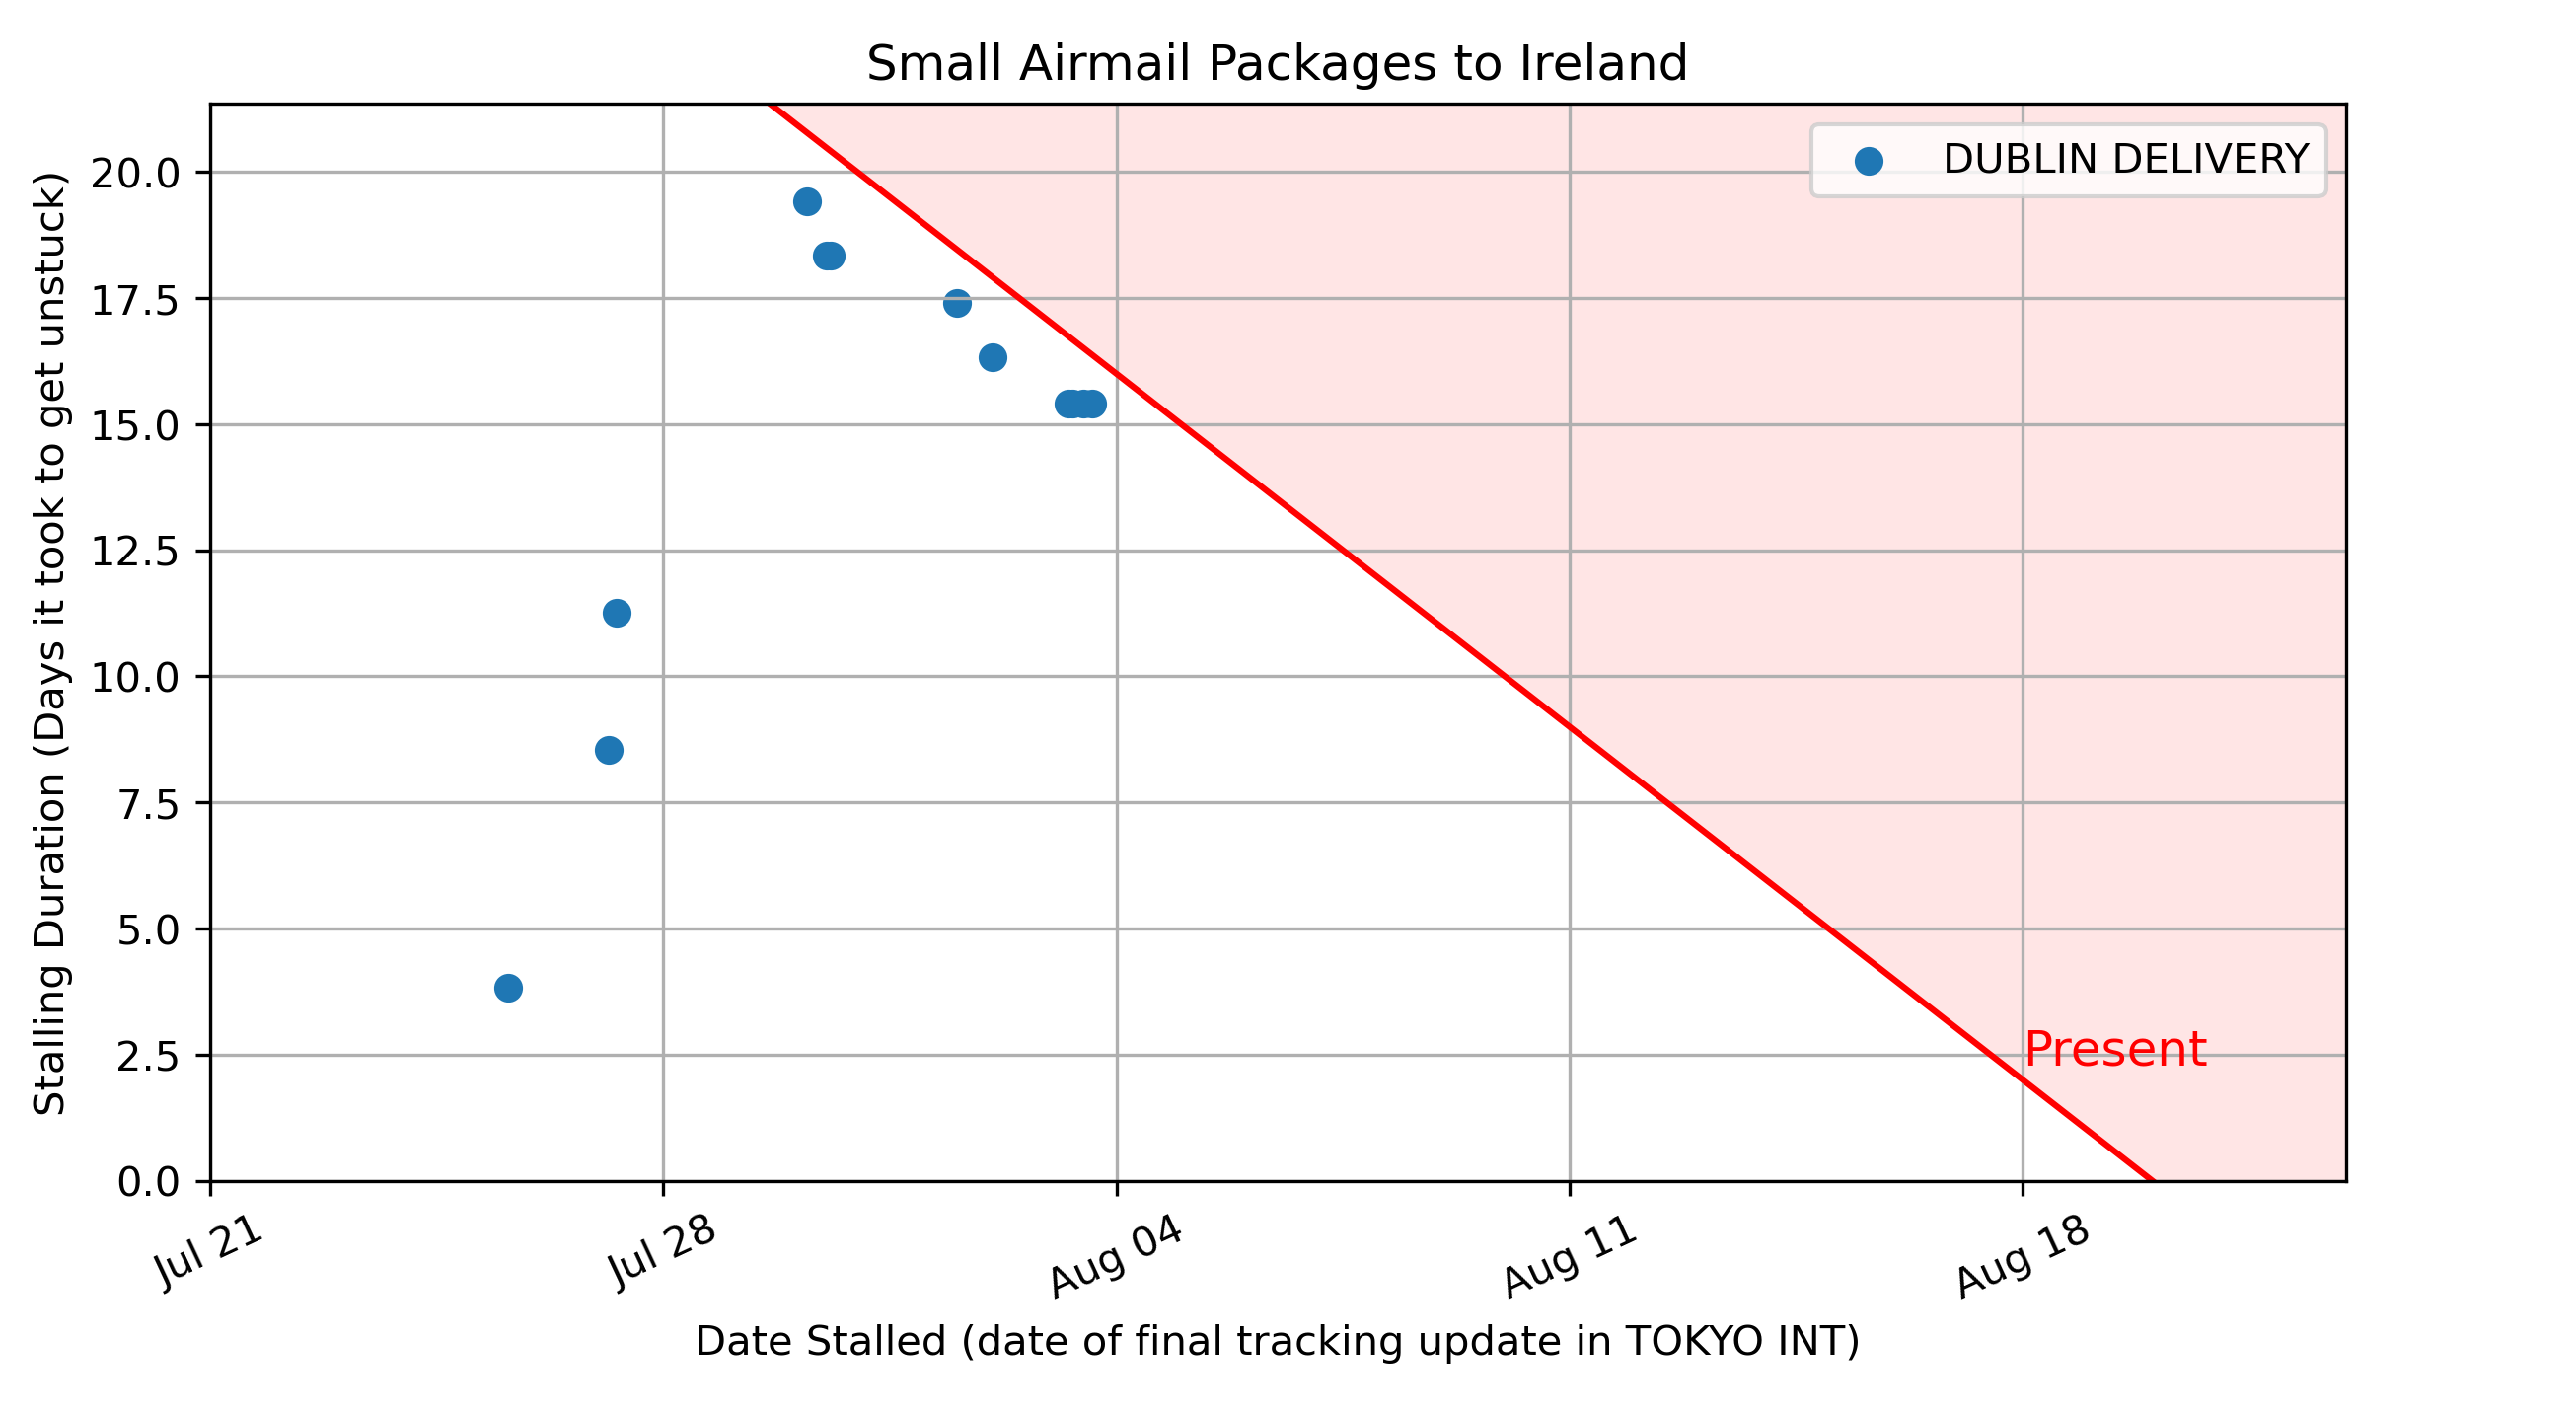 Small Airmail Packages to Ireland
DUBLIN DELIVERY
Stalling Duration (Days it took to get unstuck)
20.0
17.5
15.0
12.5
10.0
7.5
5.0
2.5
0.0
Present
Jul 21
Jul 28
Aug 04
Aug 11
Aug 18
Date Stalled (date of final tracking update in TOKYO INT)